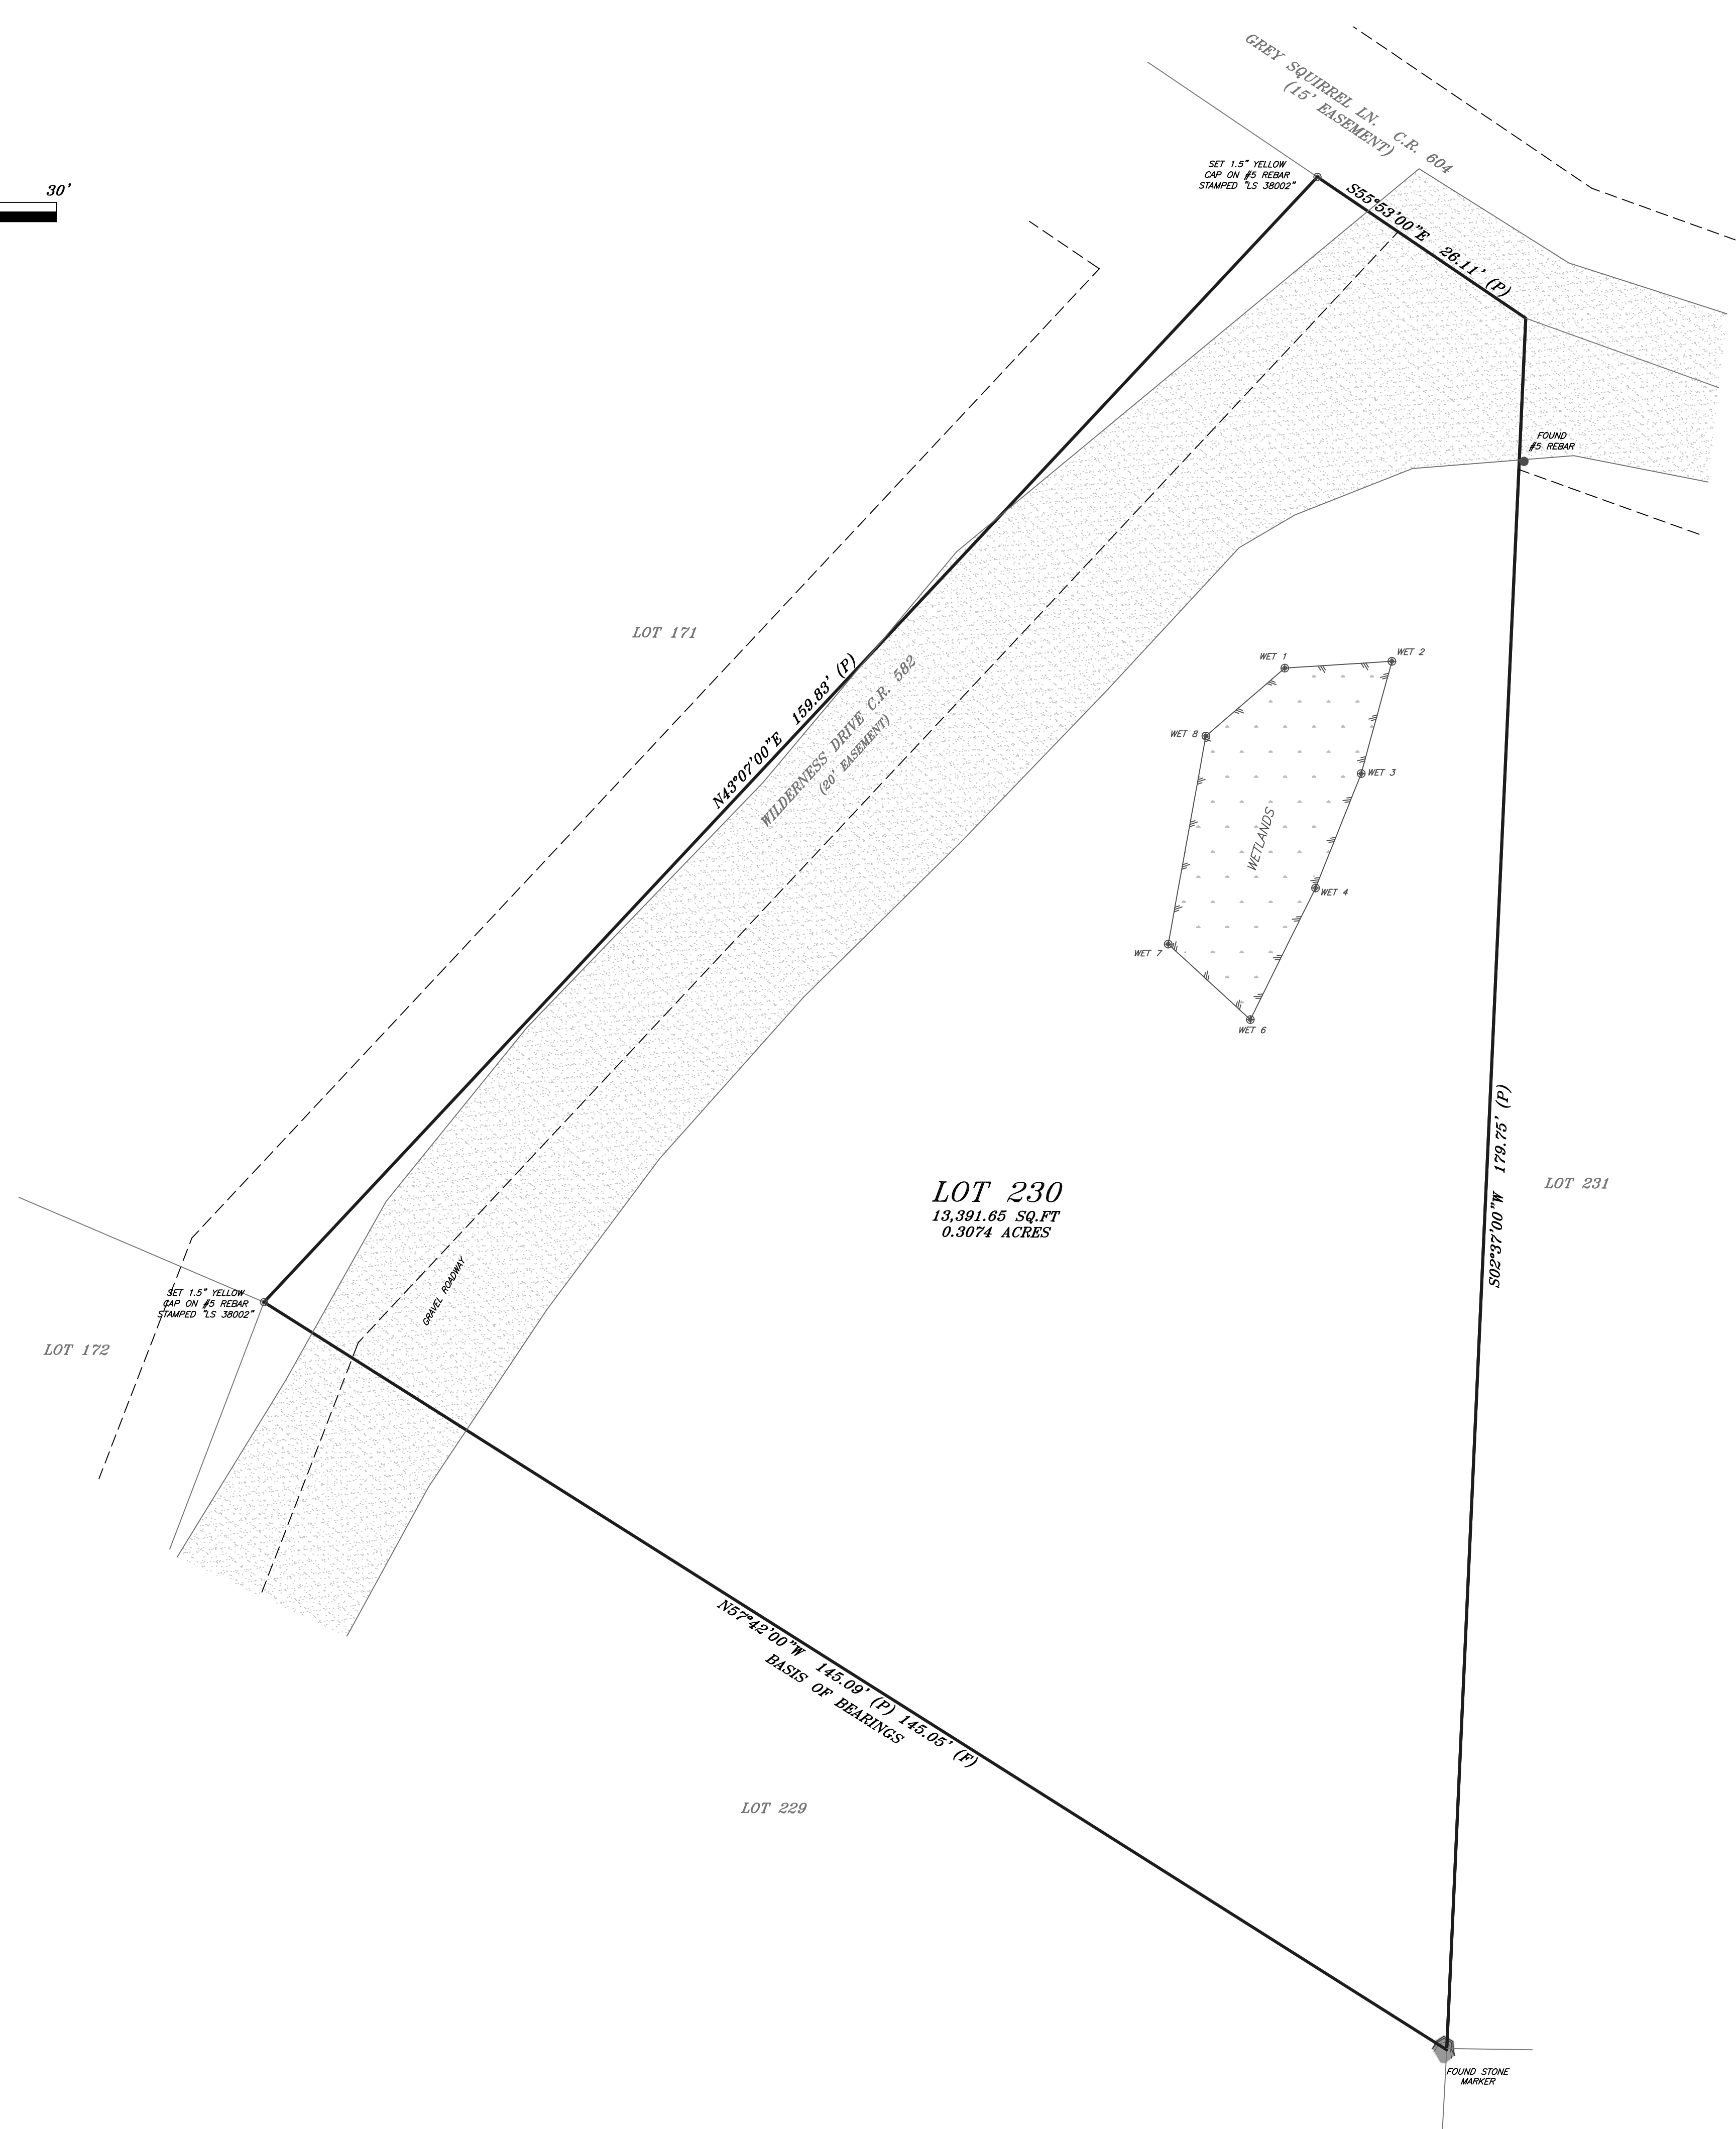 30'
GREY SQUIRREL LN. C.R. 604
(15' EASEMENT)
SET 1.5" YELLOW
CAP ON #5 REBAR
STAMPED "LS 38002"
S55°53'00"E 26.11' (P)
FOUND
#5 REBAR
LOT 171
N43°07'00"E 159.83' (P)
WILDERNESS DRIVE C.R. 582
(20' EASEMENT)
WET 1
WET 2
WET 8
WET 3
WETLANDS
WET 4
WET 7
WET 6
S02°37'00"W 179.75' (P)
LOT 231
LOT 230
13,391.65 SQ.FT
0.3074 ACRES
GRAVEL ROADWAY
SET 1.5" YELLOW
CAP ON #5 REBAR
STAMPED "LS 38002"
LOT 172
N57°42'00"W 145.09' (P) 145.05' (F)
BASIS OF BEARINGS
LOT 229
FOUND STONE
MARKER